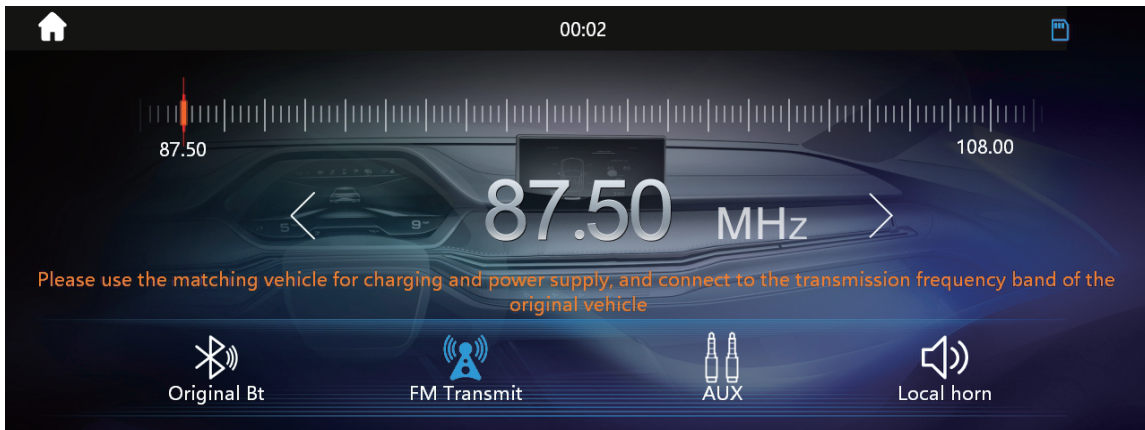 00:02
87.50
108.00
87.50 MHz
Please use the matching vehicle for charging and power supply, and connect to the transmission frequency band of the
original vehicle
Original Bt
FM Transmit
AUX
Local horn